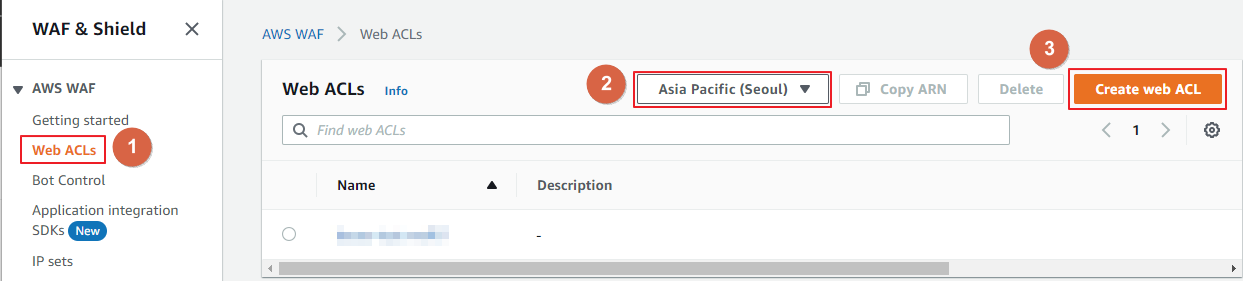 WAF & Shield
AWS WAF
Getting started
Web ACLs
1
Bot Control
Application integration
SDKs New
IP sets
AWS WAF > Web ACLs
3
Web ACLs Info
2
Asia Pacific (Seoul)
Copy ARN
Delete
Create web ACL
Find web ACLs
1
Name
Description
-